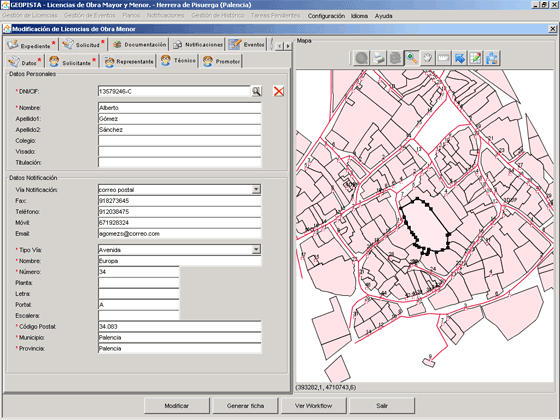 GEOPISTA - Licencias de Obra Mayor y Menor. - Herrera de Pisuerga (Palencia)
Gestión de Licencias Gestión de Eventos Planos Notificaciones Gestión de Histórico Tareas Pendientes Configuración Idioma Ayuda
Modificación de Licencias de Obra Menor
Expediente * Solicitud * Documentación Notificaciones Eventos
Datos * Solicitante * Representante Técnico Promotor
Datos Personales
* DNI/CIF: 13579246-C
* Nombre: Alberto
Apellido1: Gómez
Apellido2: Sánchez
Colegio:
Visado:
Titulación:
Datos Notificación
Vía Notificación: correo postal
Fax: 918273645
Teléfono: 912038475
Móvil: 671928324
Email: agomezs@correo.com
* Tipo Vía: Avenida
* Nombre: Europa
* Número: 34
Planta:
Letra:
Portal: A
Escalera:
* Código Postal: 34.083
* Municipio: Palencia
* Provincia: Palencia
Mapa
(393282,1, 4710743,6)
Modificar Generar ficha Ver Workflow Salir